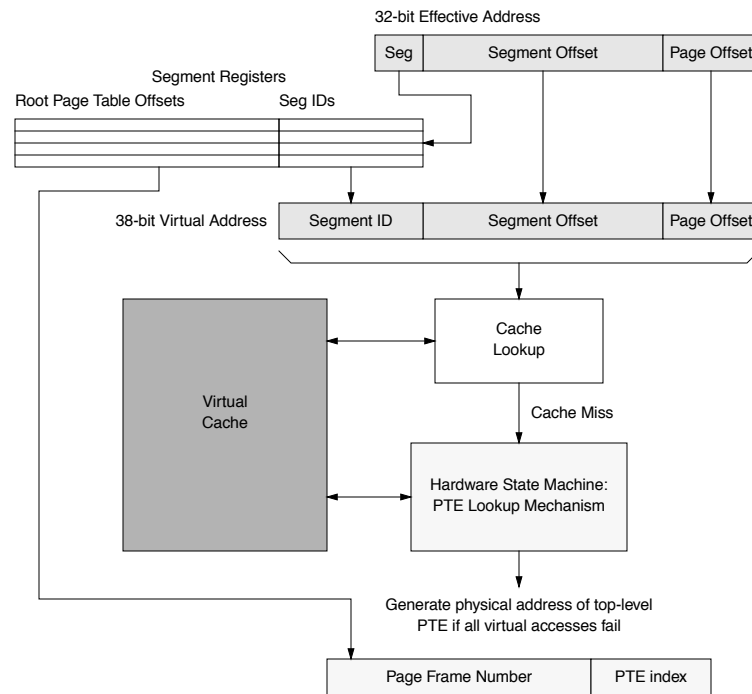 32-bit Effective Address
Seg Segment Offset Page Offset
Segment Registers
Root Page Table Offsets Seg IDs
38-bit Virtual Address Segment ID Segment Offset Page Offset
Cache
Lookup
Virtual
Cache
Cache Miss
Hardware State Machine:
PTE Lookup Mechanism
Generate physical address of top-level
PTE if all virtual accesses fail
Page Frame Number PTE index